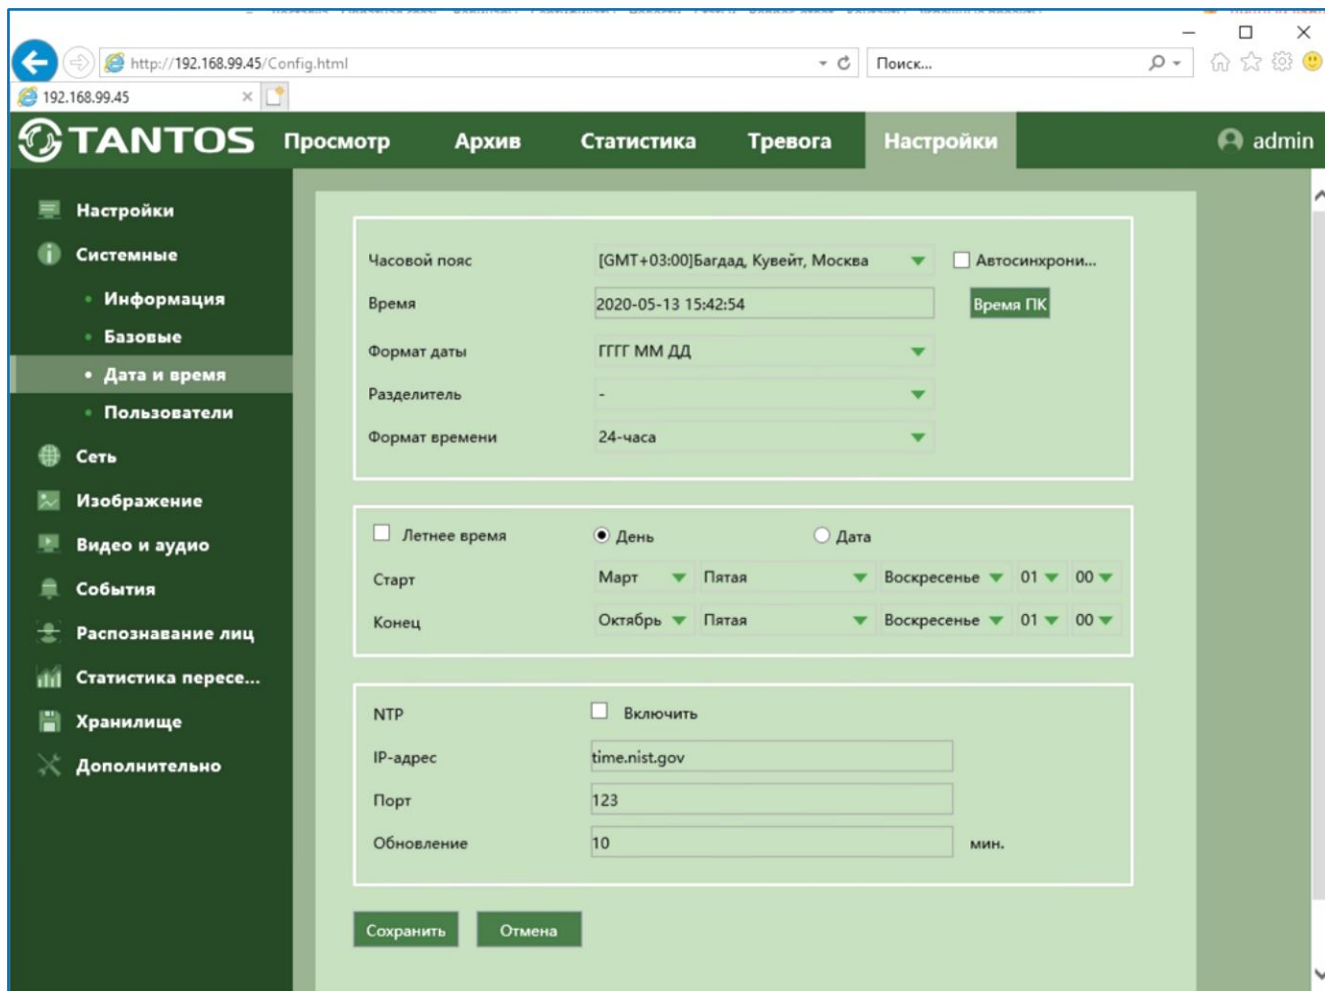 http://192.168.99.45/Config.html
Поиск...
192.168.99.45
TANTOS Просмотр Архив Статистика Тревога Настройки admin
Настройки
Системные
Информация
Базовые
Дата и время
Пользователи
Сеть
Изображение
Видео и аудио
События
Распознавание лиц
Статистика пересе...
Хранилище
Дополнительно
Часовой пояс [GMT+03:00]Багдад, Кувейт, Москва Автосинхрони...
Время 2020-05-13 15:42:54 Время ПК
Формат даты ГГГГ ММ ДД
Разделитель -
Формат времени 24-часа
Летнее время День Дата
Старт Март Пятая Воскресенье 01 00
Конец Октябрь Пятая Воскресенье 01 00
NTP Включить
IP-адрес time.nist.gov
Порт 123
Обновление 10 мин.
Сохранить Отмена